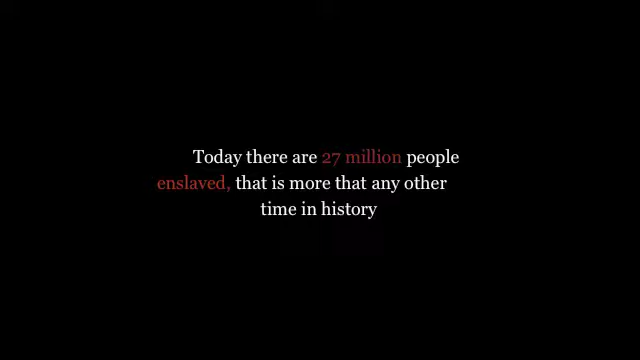 Today there are 27 million people
enslaved, that is more that any other
time in history